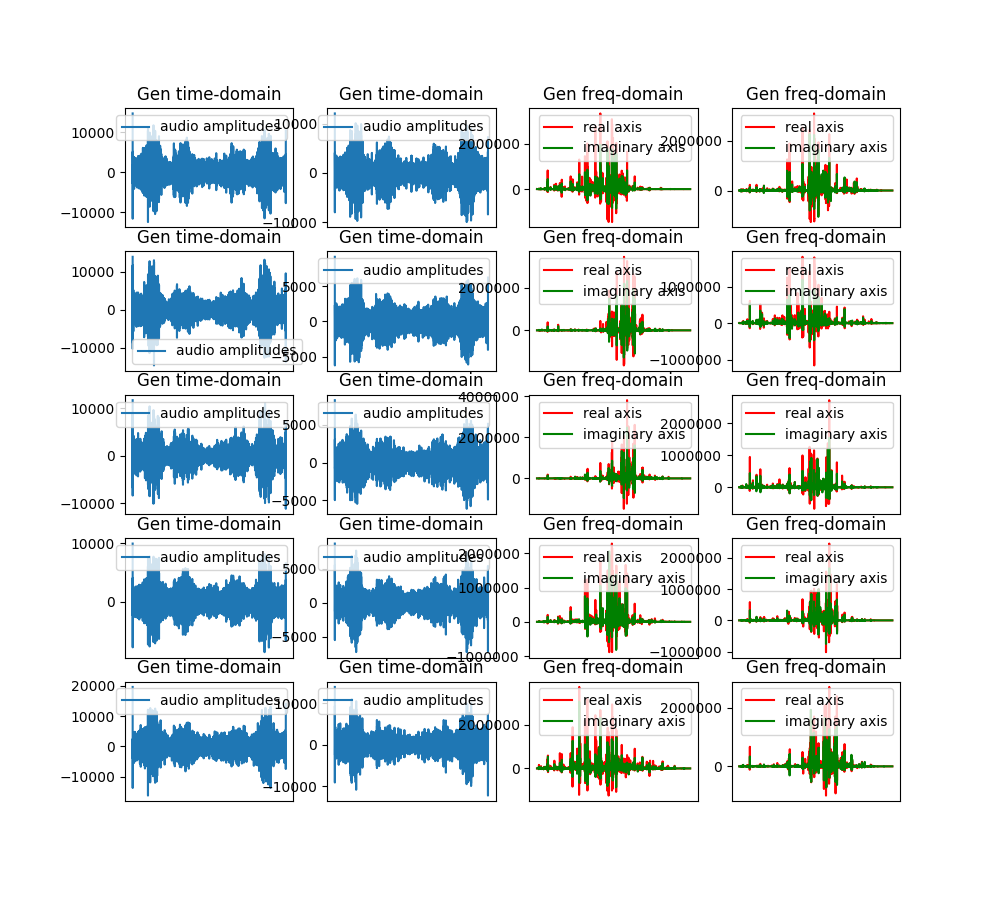 Gen time-domain Gen time-domain Gen freq-domain Gen freq-domain
10000 audio amplitudes 10000 audio amplitudes 2000000 real axis 2000000 real axis
imaginary axis imaginary axis
0 0 0 0
−10000 −10000
Gen time-domain Gen time-domain Gen freq-domain Gen freq-domain
10000 audio amplitudes real axis real axis
5000 2000000 imaginary axis 1000000 imaginary axis
0 0 0 0
−10000 audio amplitudes −5000 −1000000
Gen time-domain Gen time-domain Gen freq-domain Gen freq-domain
4000000
10000 audio amplitudes audio amplitudes real axis real axis
5000 2000000 imaginary axis 2000000 imaginary axis
0 0 1000000
−10000 −5000 0 0
Gen time-domain Gen time-domain Gen freq-domain Gen freq-domain
10000 audio amplitudes audio amplitudes 2000000 real axis 2000000 real axis
5000 1000000 imaginary axis 1000000 imaginary axis
0 0 0 0
−5000 −1000000 −1000000
Gen time-domain Gen time-domain Gen freq-domain Gen freq-domain
20000 audio amplitudes audio amplitudes real axis real axis
10000 10000 2000000 imaginary axis 2000000 imaginary axis
0 0 0 0
−10000 −10000